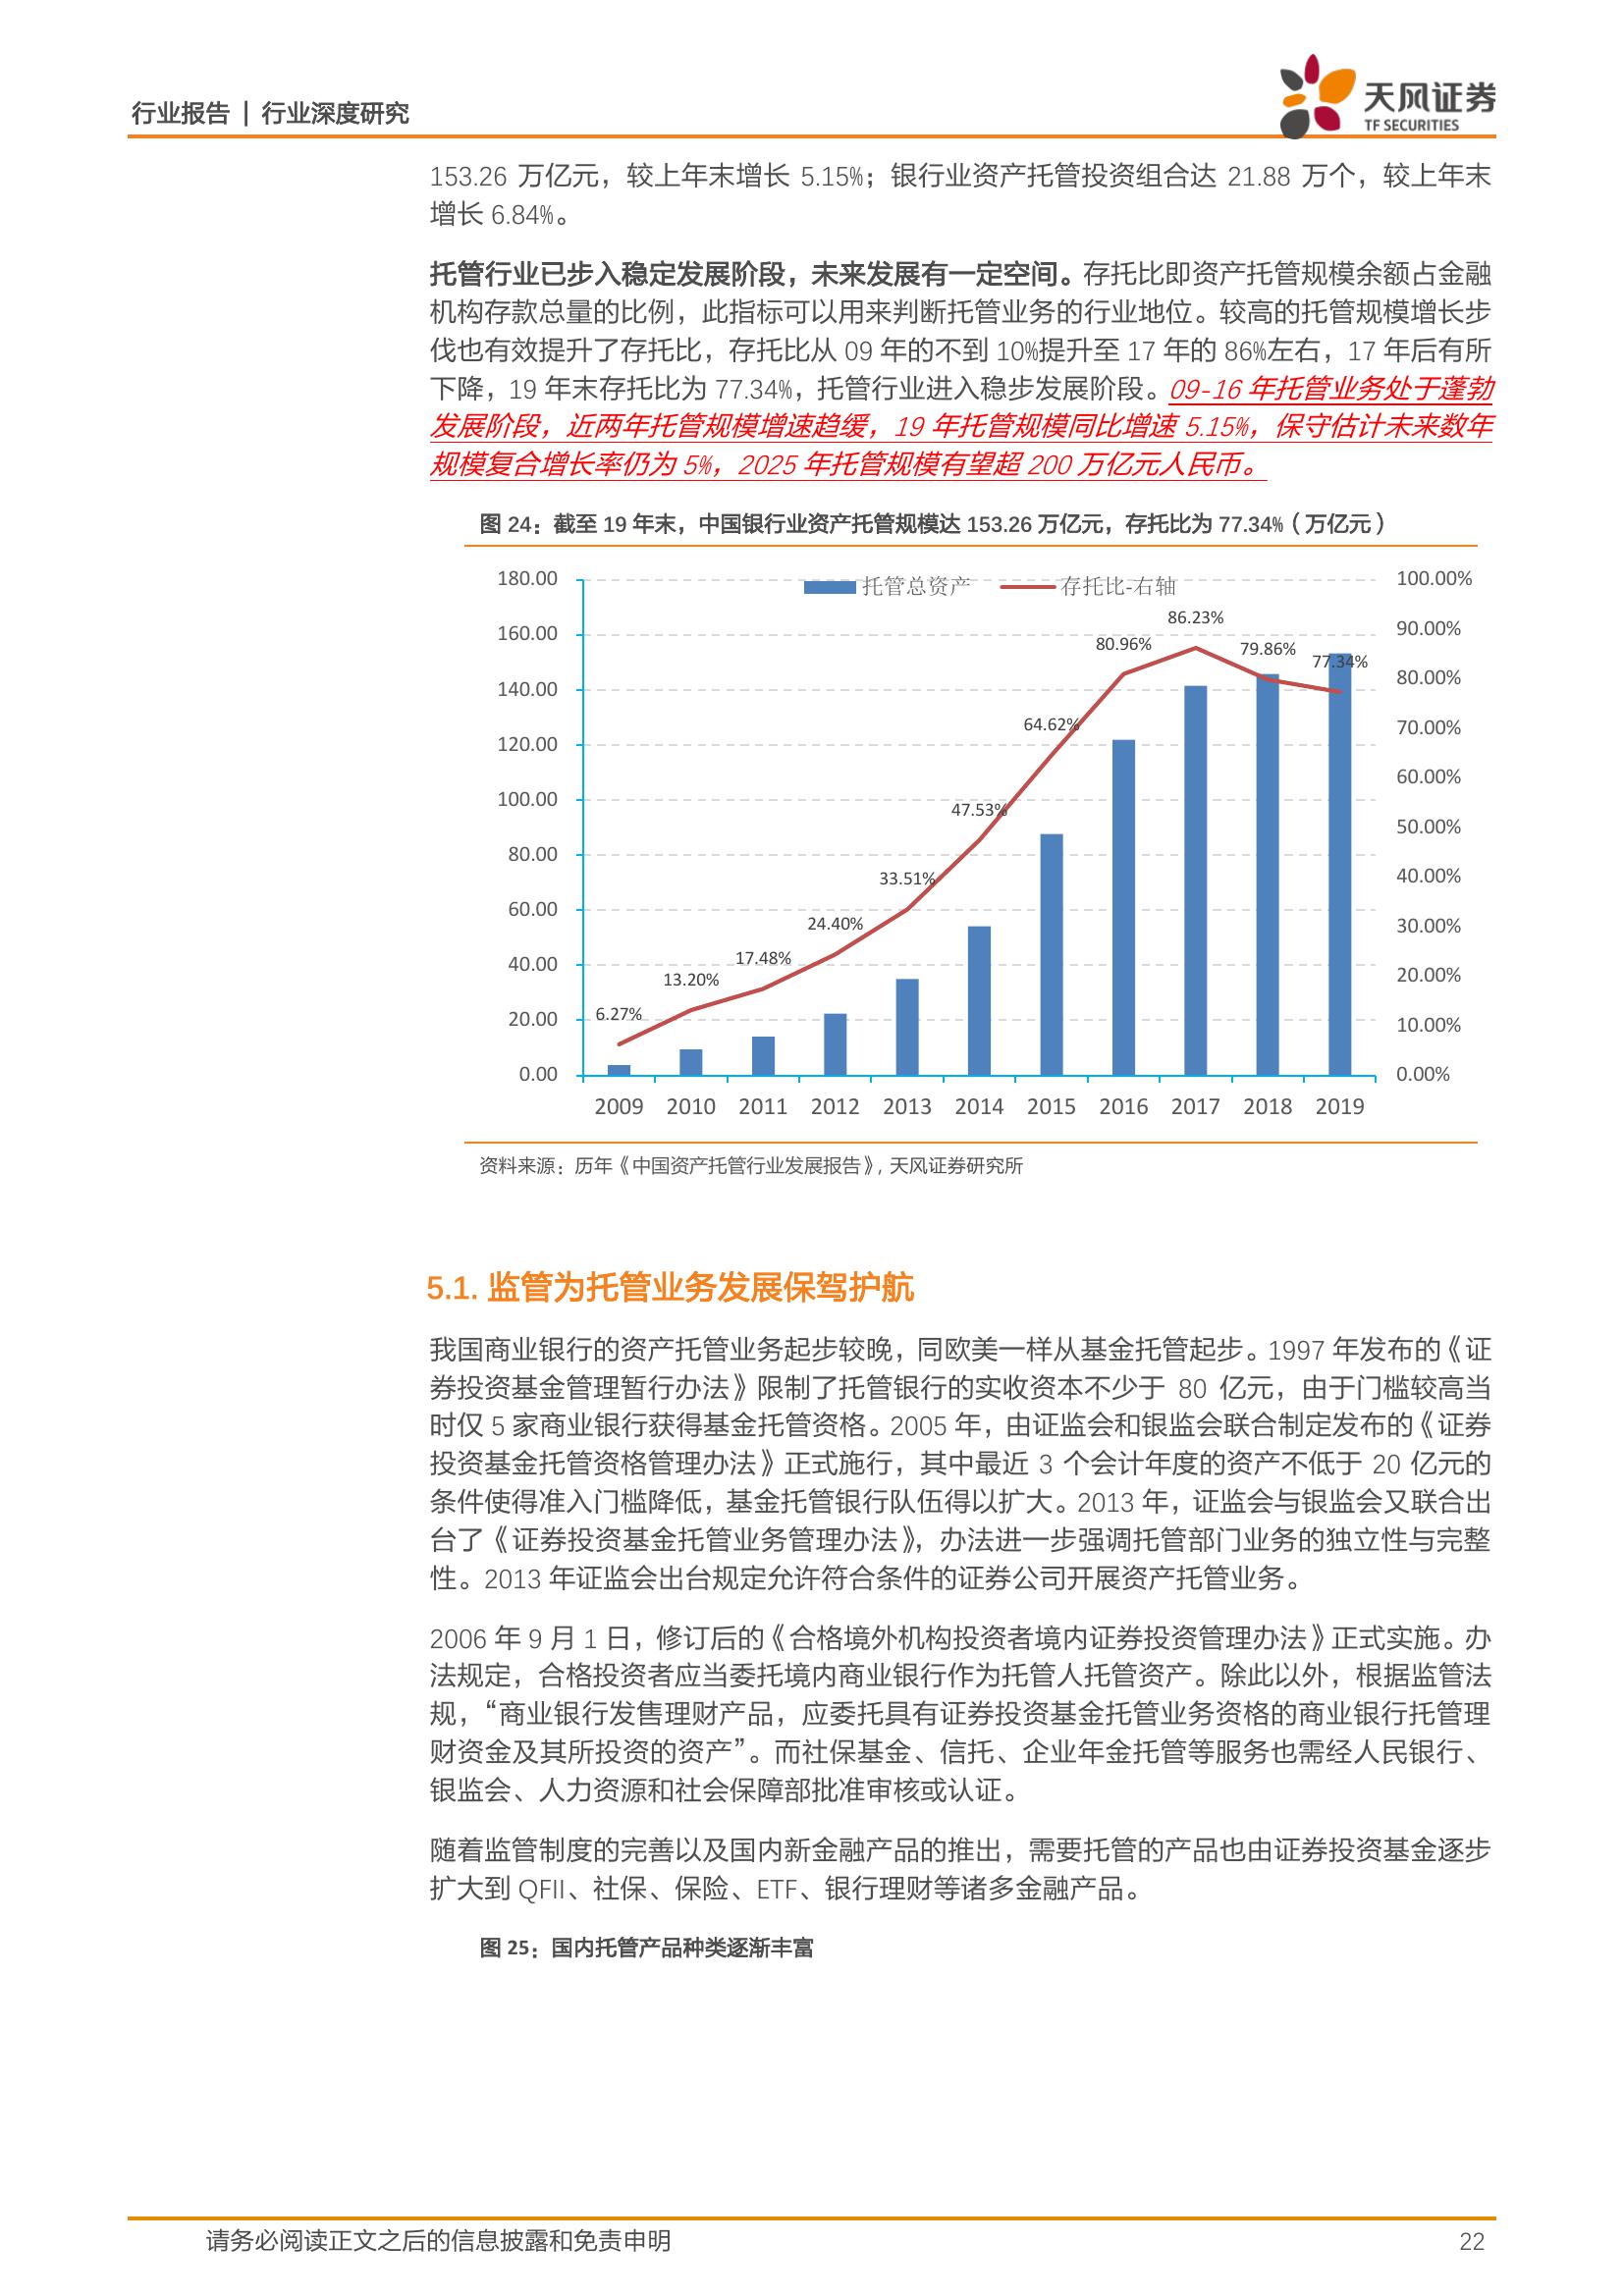 行业报告 | 行业深度研究
天风证券
TF SECURITIES
153.26 万亿元，较上年末增长 5.15%；银行业资产托管投资组合达 21.88 万个，较上年末
增长 6.84%。
托管行业已步入稳定发展阶段，未来发展有一定空间。存托比即资产托管规模余额占金融
机构存款总量的比例，此指标可以用来判断托管业务的行业地位。较高的托管规模增长步
伐也有效提升了存托比，存托比从 09 年的不到 10%提升至 17 年的 86%左右，17 年后有所
下降，19 年末存托比为 77.34%，托管行业进入稳步发展阶段。09-16 年托管业务处于蓬勃
发展阶段，近两年托管规模增速趋缓，19 年托管规模同比增速 5.15%，保守估计未来数年
规模复合增长率仍为 5%，2025 年托管规模有望超 200 万亿元人民币。
图 24：截至 19 年末，中国银行业资产托管规模达 153.26 万亿元，存托比为 77.34%（万亿元）
托管总资产 存托比-右轴
180.00
160.00
140.00
120.00
100.00
80.00
60.00
40.00
20.00
0.00
6.27%
13.20%
17.48%
24.40%
33.51%
47.53%
64.62%
80.96%
86.23%
79.86%
77.34%
100.00%
90.00%
80.00%
70.00%
60.00%
50.00%
40.00%
30.00%
20.00%
10.00%
0.00%
2009 2010 2011 2012 2013 2014 2015 2016 2017 2018 2019
资料来源：历年《中国资产托管行业发展报告》，天风证券研究所
5.1. 监管为托管业务发展保驾护航
我国商业银行的资产托管业务起步较晚，同欧美一样从基金托管起步。1997 年发布的《证
券投资基金管理暂行办法》限制了托管银行的实收资本不少于 80 亿元，由于门槛较高当
时仅 5 家商业银行获得基金托管资格。2005 年，由证监会和银监会联合制定发布的《证券
投资基金托管资格管理办法》正式施行，其中最近 3 个会计年度的资产不低于 20 亿元的
条件使得准入门槛降低，基金托管银行队伍得以扩大。2013 年，证监会与银监会又联合出
台了《证券投资基金托管业务管理办法》，办法进一步强调托管部门业务的独立性与完整
性。2013 年证监会出台规定允许符合条件的证券公司开展资产托管业务。
2006 年 9 月 1 日，修订后的《合格境外机构投资者境内证券投资管理办法》正式实施。办
法规定，合格投资者应当委托境内商业银行作为托管人托管资产。除此以外，根据监管法
规，“商业银行发售理财产品，应委托具有证券投资基金托管业务资格的商业银行托管理
财资金及其所投资的资产”。而社保基金、信托、企业年金托管等服务也需经人民银行、
银监会、人力资源和社会保障部批准审核或认证。
随着监管制度的完善以及国内新金融产品的推出，需要托管的产品也由证券投资基金逐步
扩大到 QFII、社保、保险、ETF、银行理财等诸多金融产品。
图 25：国内托管产品种类逐渐丰富
请务必阅读正文之后的信息披露和免责申明
22